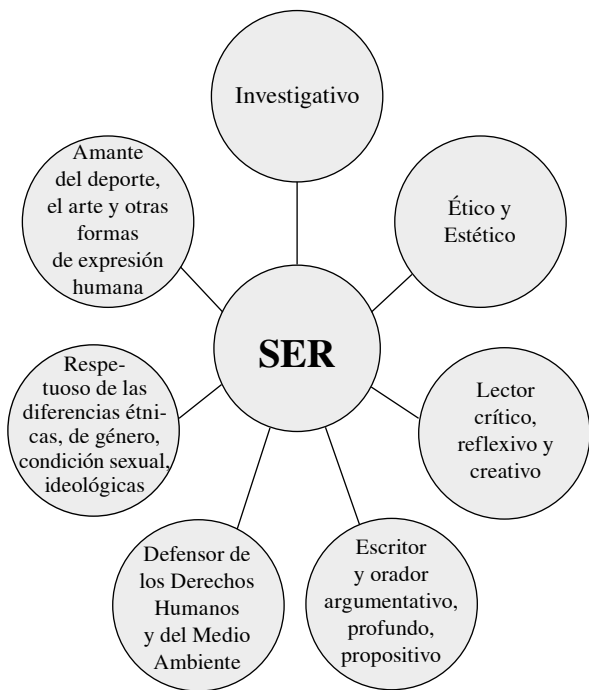 Investigativo
Amante
del deporte,
el arte y otras
formas
de expresión
humana
Ético y
Estético
SER
Respe-
tuoso de las
diferencias étni-
cas, de género,
condición sexual,
ideológicas
Lector
crítico,
reflexivo y
creativo
Defensor de
los Derechos
Humanos
y del Medio
Ambiente
Escritor
y orador
argumentativo,
profundo,
propositivo